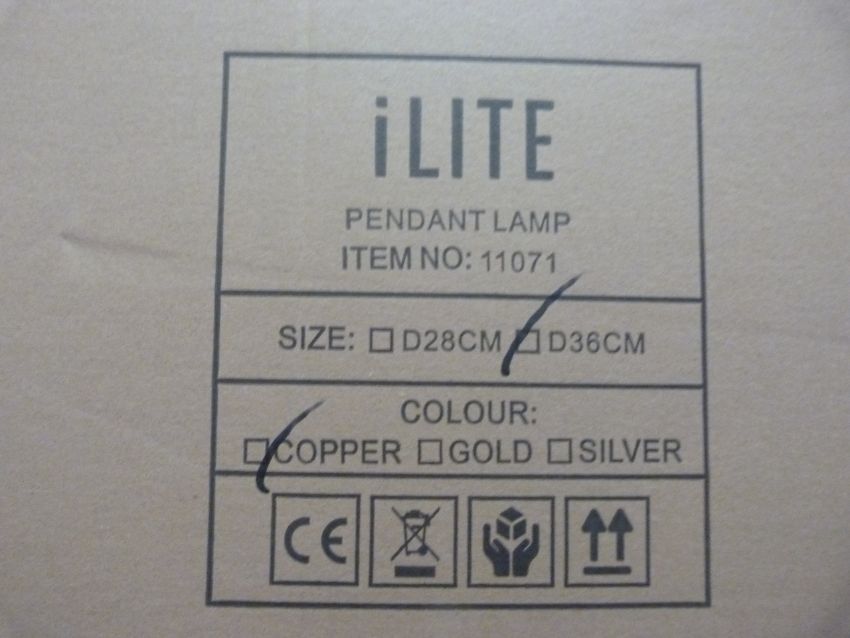 iLITE
PENDANT LAMP
ITEM NO: 11071
SIZE: □ D28CM □ D36CM
COLOUR:
□ COPPER □ GOLD □ SILVER
CE